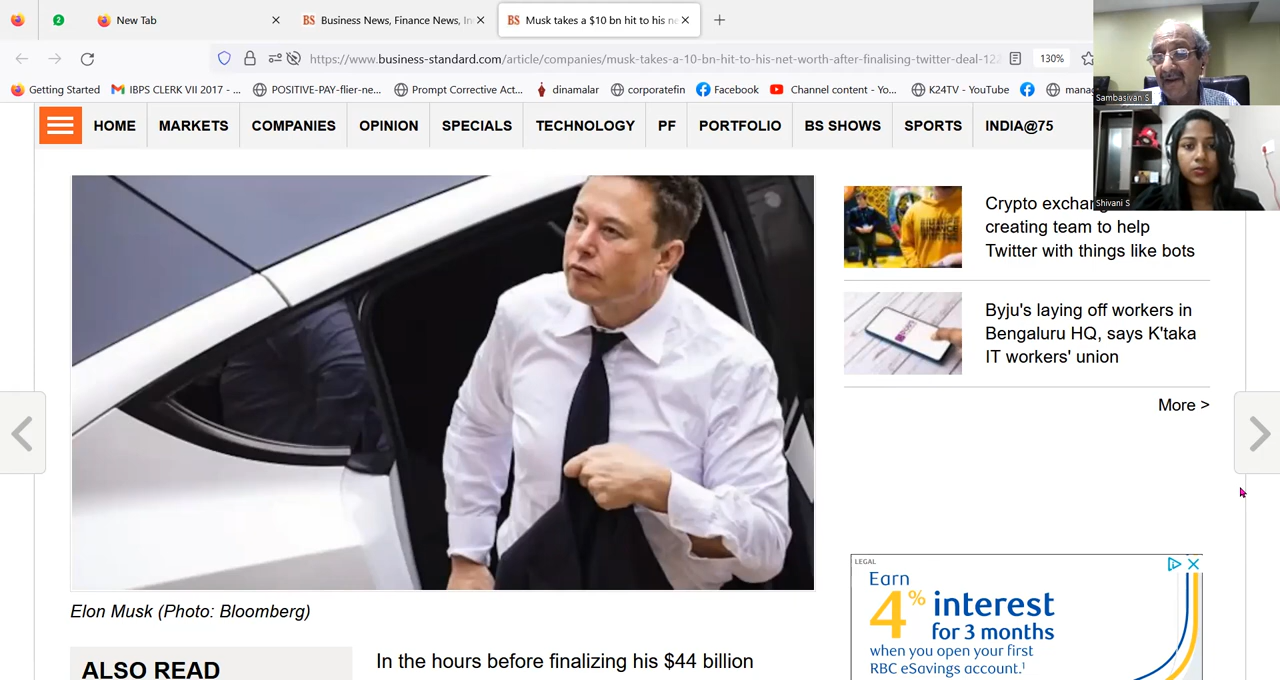 2
New Tab
BS Business News, Finance News, In
BS Musk takes a $10 bn hit to his ne
https://www.business-standard.com/article/companies/musk-takes-a-10-bn-hit-to-his-net-worth-after-finalising-twitter-deal-122
130%
Getting Started
IBPS CLERK VII 2017 - ...
POSITIVE-PAY-flier-ne...
Prompt Corrective Act...
dinamalar
corporatefin
Facebook
Channel content - Yo...
K24TV - YouTube
mana
Sambasivan S.
Shivani S
HOME
MARKETS
COMPANIES
OPINION
SPECIALS
TECHNOLOGY
PF
PORTFOLIO
BS SHOWS
SPORTS
INDIA@75
Crypto exchang
creating team to help
Twitter with things like bots
Byju's laying off workers in
Bengaluru HQ, says K'taka
IT workers' union
More >
Elon Musk (Photo: Bloomberg)
ALSO READ
In the hours before finalizing his $44 billion
LEGAL
Earn
4% interest
for 3 months
when you open your first
RBC eSavings account.1